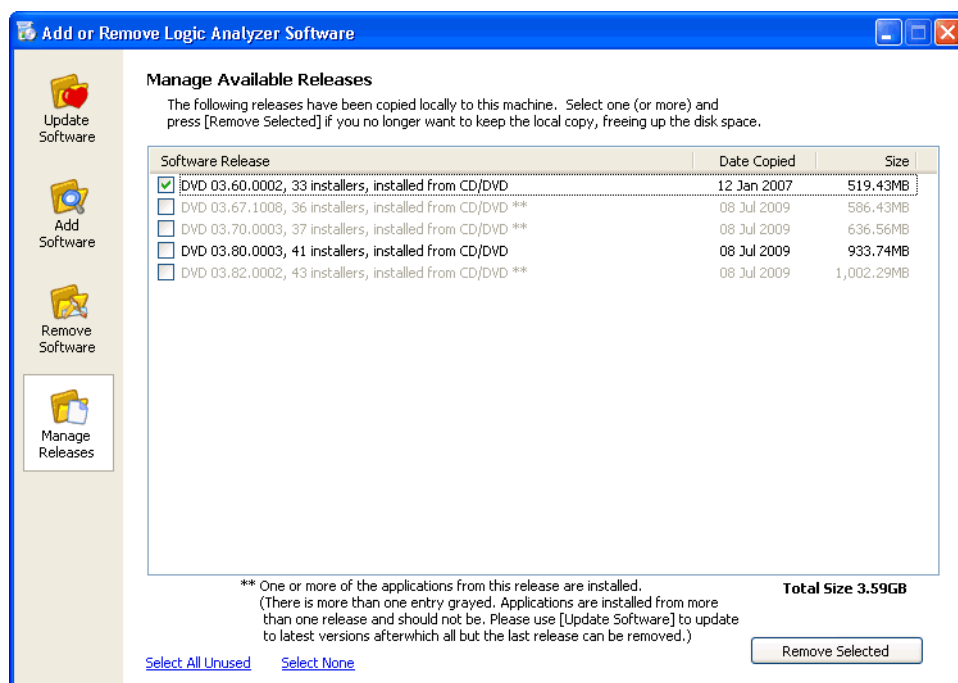 Add or Remove Logic Analyzer Software
Update
Software
Add
Software
Remove
Software
Manage
Releases
Manage Available Releases
The following releases have been copied locally to this machine. Select one (or more) and
press [Remove Selected] if you no longer want to keep the local copy, freeing up the disk space.
Software Release Date Copied Size
DVD 03.60.0002, 33 installers, installed from CD/DVD 12 Jan 2007 519.43MB
DVD 03.67.1008, 36 installers, installed from CD/DVD ** 08 Jul 2009 586.43MB
DVD 03.70.0003, 37 installers, installed from CD/DVD ** 08 Jul 2009 636.56MB
DVD 03.80.0003, 41 installers, installed from CD/DVD 08 Jul 2009 933.74MB
DVD 03.82.0002, 43 installers, installed from CD/DVD ** 08 Jul 2009 1,002.29MB
** One or more of the applications from this release are installed.
(There is more than one entry grayed. Applications are installed from more
than one release and should not be. Please use [Update Software] to update
to latest versions afterwhich all but the last release can be removed.)
Total Size 3.59GB
Select All Unused Select None
Remove Selected